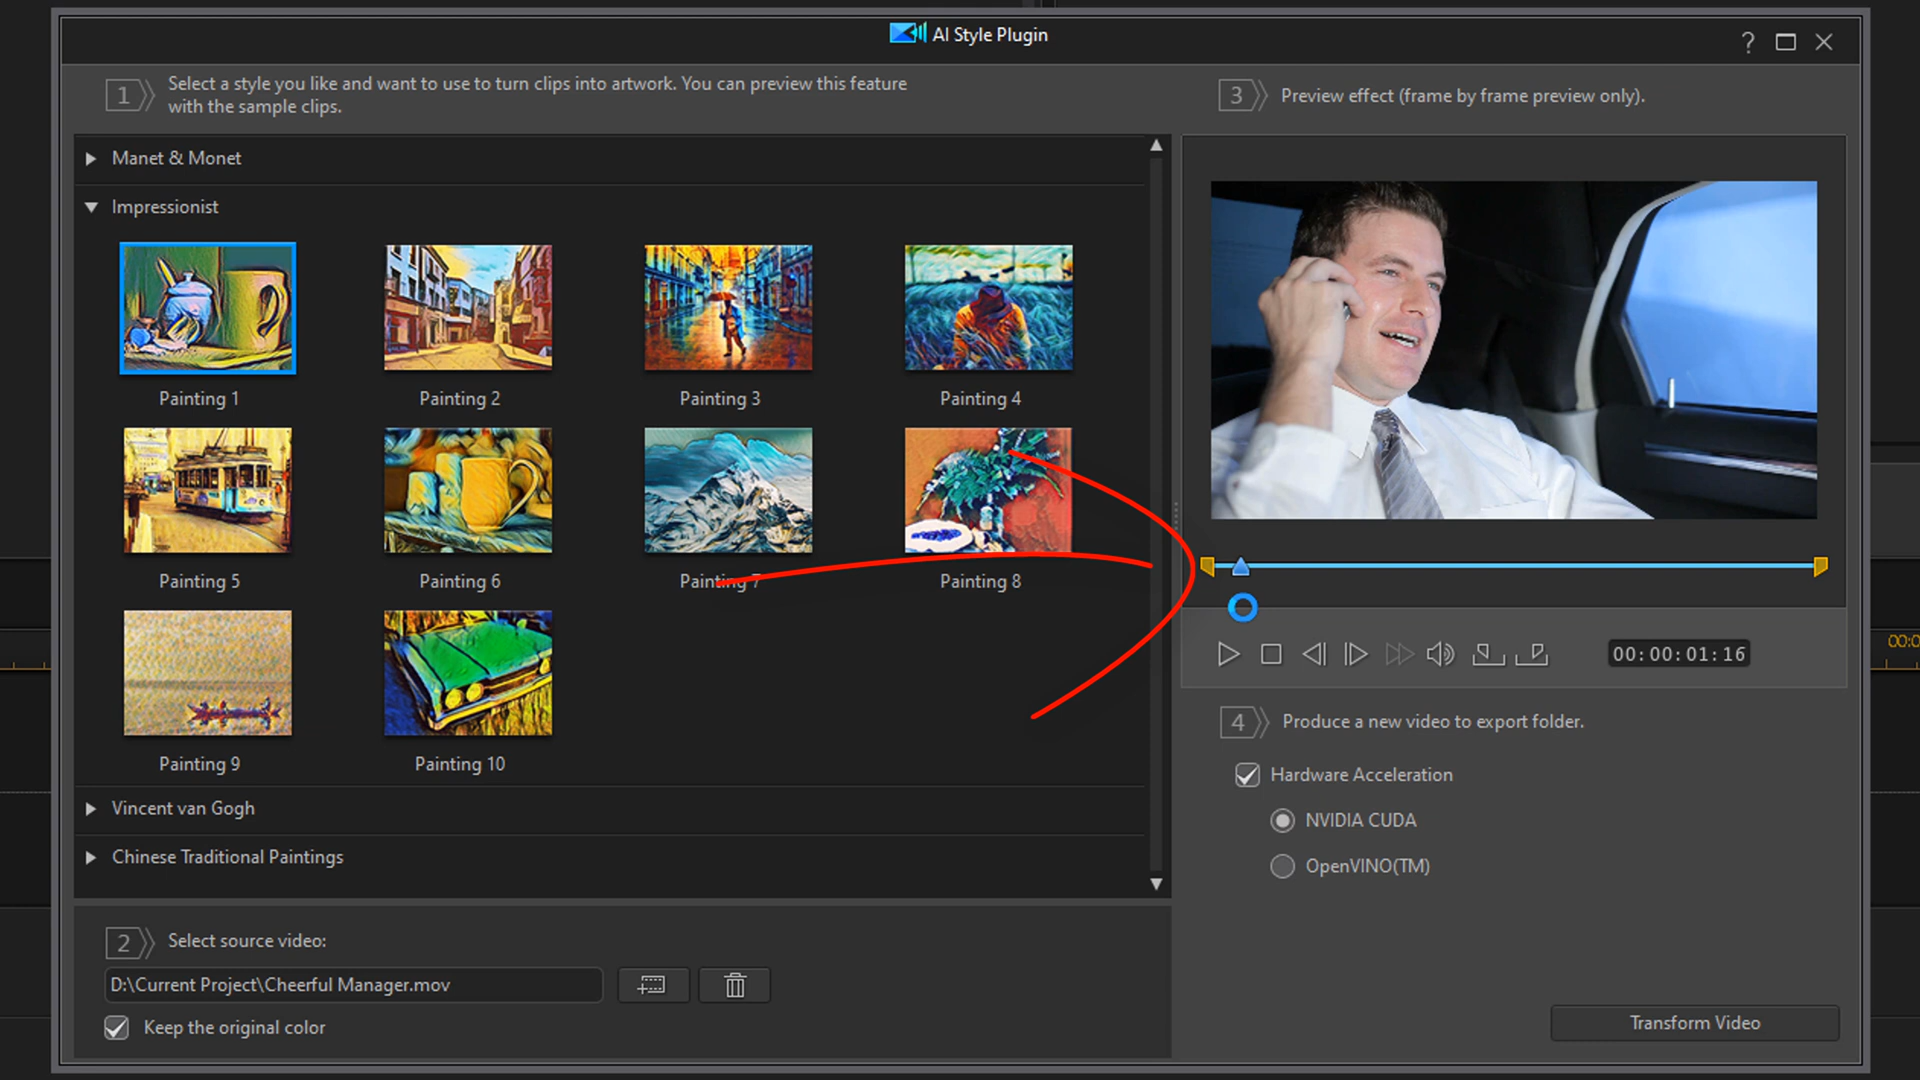 AI Style Plugin
?
1
Select a style you like and want to use to turn clips into artwork. You can preview this feature
with the sample clips.
Manet & Monet
Impressionist
Painting 1
Painting 2
Painting 3
Painting 4
Painting 5
Painting 6
Painting 7
Painting 8
Painting 9
Painting 10
Vincent van Gogh
Chinese Traditional Paintings
2
Select source video:
D:\Current Project\Cheerful Manager.mov
Keep the original color
3
Preview effect (frame by frame preview only).
00:00:01:16
4
Produce a new video to export folder.
Hardware Acceleration
NVIDIA CUDA
OpenVINO(TM)
Transform Video